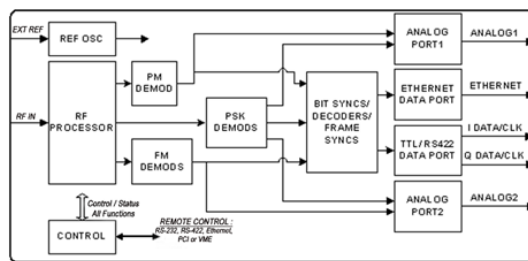 EXT REF
REF OSC
RF IN
RF
PROCESSOR
PM
DEMOD
PSK
DEMODS
FM
DEMODS
BIT SYNCS/
DECODERS/
FRAME
SYNCS
ANALOG
PORT1
ANALOG1
ETHERNET
DATA PORT
ETHERNET
TTL/RS422
DATA PORT
I DATA/CLK
Q DATA/CLK
ANALOG
PORT2
ANALOG2
Control / Status
All Functions
CONTROL
REMOTE CONTROL :
RS-232, RS-422, Ethernet,
PCI or VME